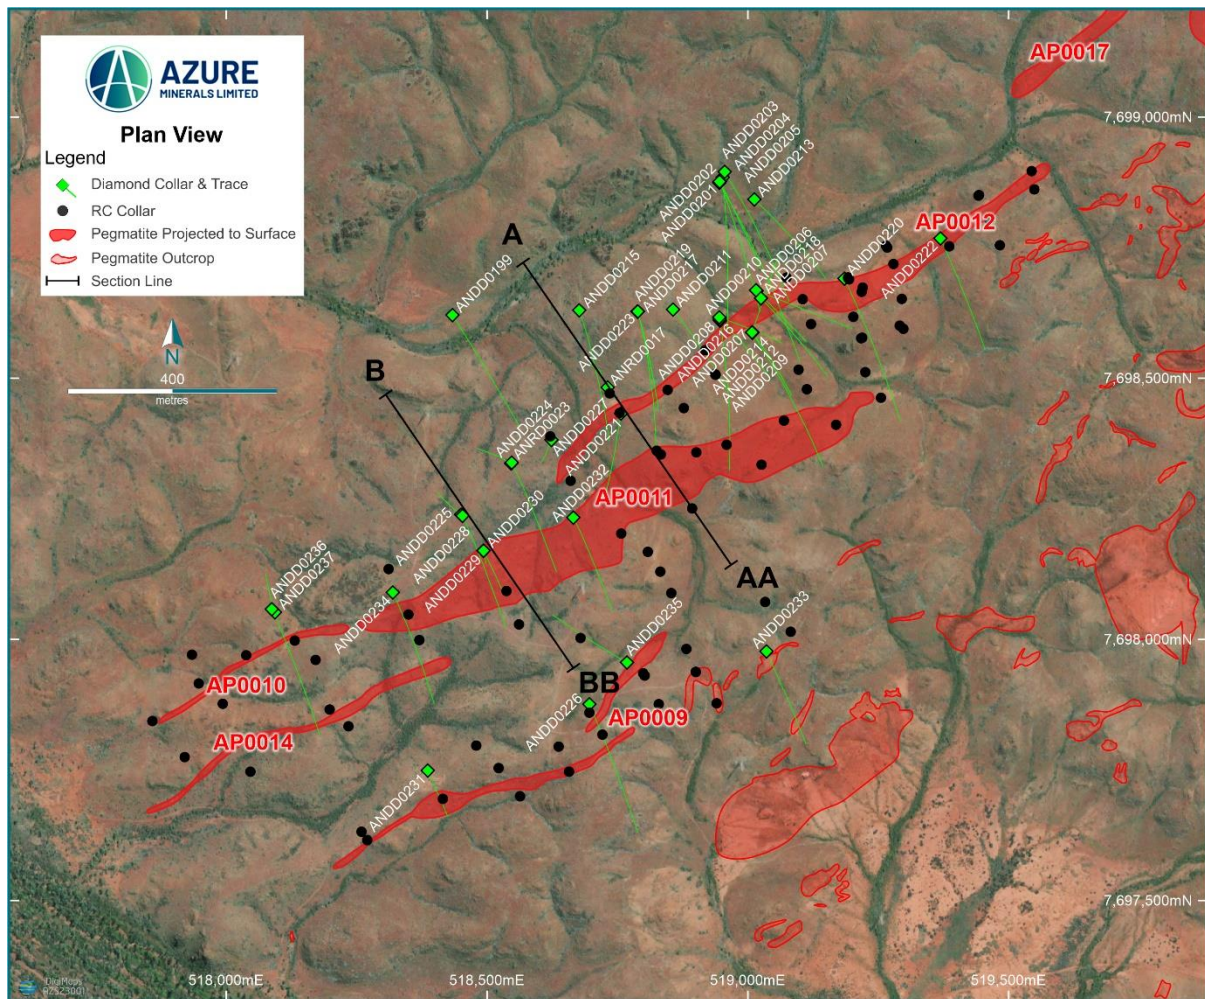 AZURE
MINERALS LIMITED
Plan View
Legend
Diamond Collar & Trace
RC Collar
Pegmatite Projected to Surface
Pegmatite Outcrop
Section Line
N
400
metres
AP0017
7,699,000mN
ANDD0203
ANDD0204
ANDD0205
ANDD0213
ANDD0202
ANDD0201
AP0012
A
ANDD0199
ANDD0215
ANDD0219
ANDD0217
ANDD0211
ANDD0210
ANDD0206
ANDD0218
ANDD0207
ANDD0220
ANDD0222
ANDD0223
ANRD0017
ANDD0208
ANDD0216
ANDD0207
ANDD0214
ANDD0212
ANDD0209
7,698,500mN
B
ANDD0224
ANRD0023
ANDD0227
ANDD0221
ANDD0232
AP0011
ANDD0225
ANDD0228
ANDD0230
ANDD0229
AA
ANDD0236
ANDD0237
ANDD0234
ANDD0235
ANDD0233
7,698,000mN
BB
AP0010
ANDD0226
AP0009
AP0014
ANDD0231
7,697,500mN
518,000mE
518,500mE
519,000mE
519,500mE
DigiMaps
AZS23001